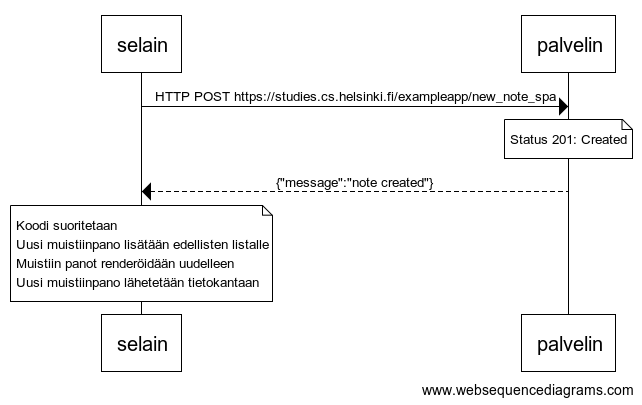 selain
palvelin
HTTP POST https://studies.cs.helsinki.fi/exampleapp/new_note_spa
Status 201: Created
{"message":"note created"}
Koodi suoritetaan
Uusi muistiinpano lisätään edellisten listalle
Muistiin panot renderöidään uudelleen
Uusi muistiinpano lähetetään tietokantaan
selain
palvelin
www.websequencediagrams.com